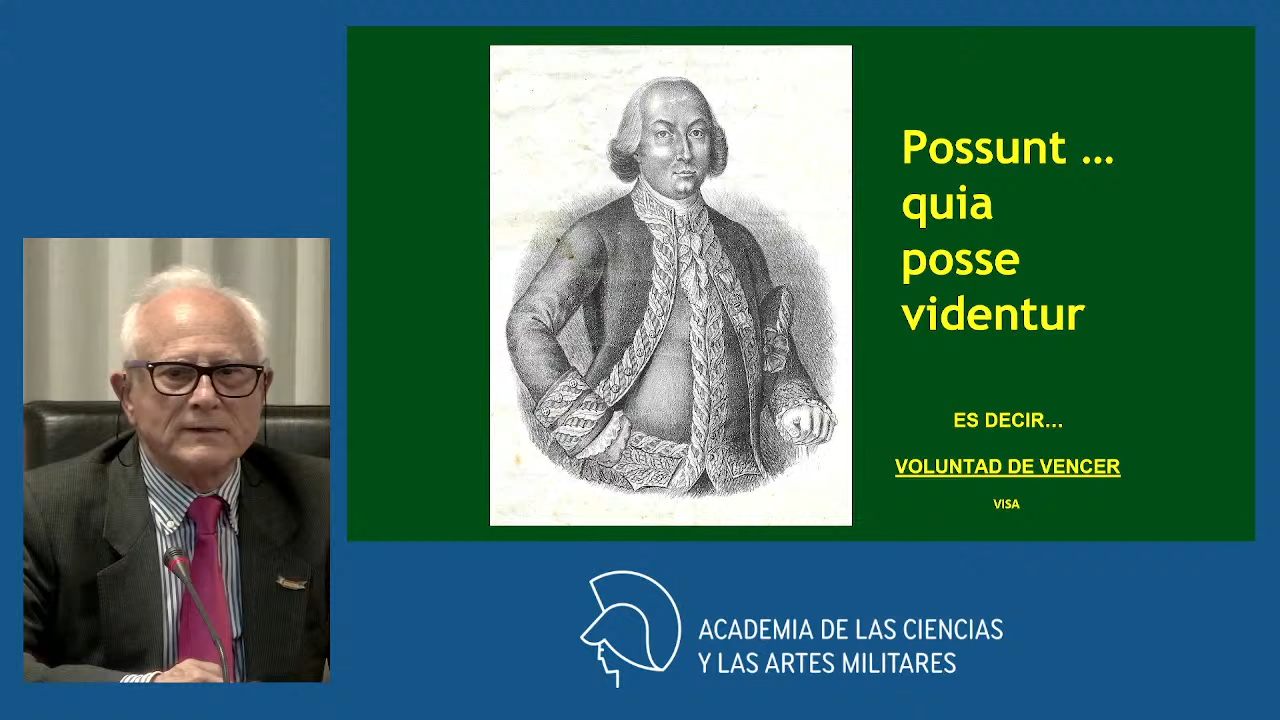 Possunt ...
quia
posse
videntur
ES DECIR...
VOLUNTAD DE VENCER
VISA
ACADEMIA DE LAS CIENCIAS
Y LAS ARTES MILITARES